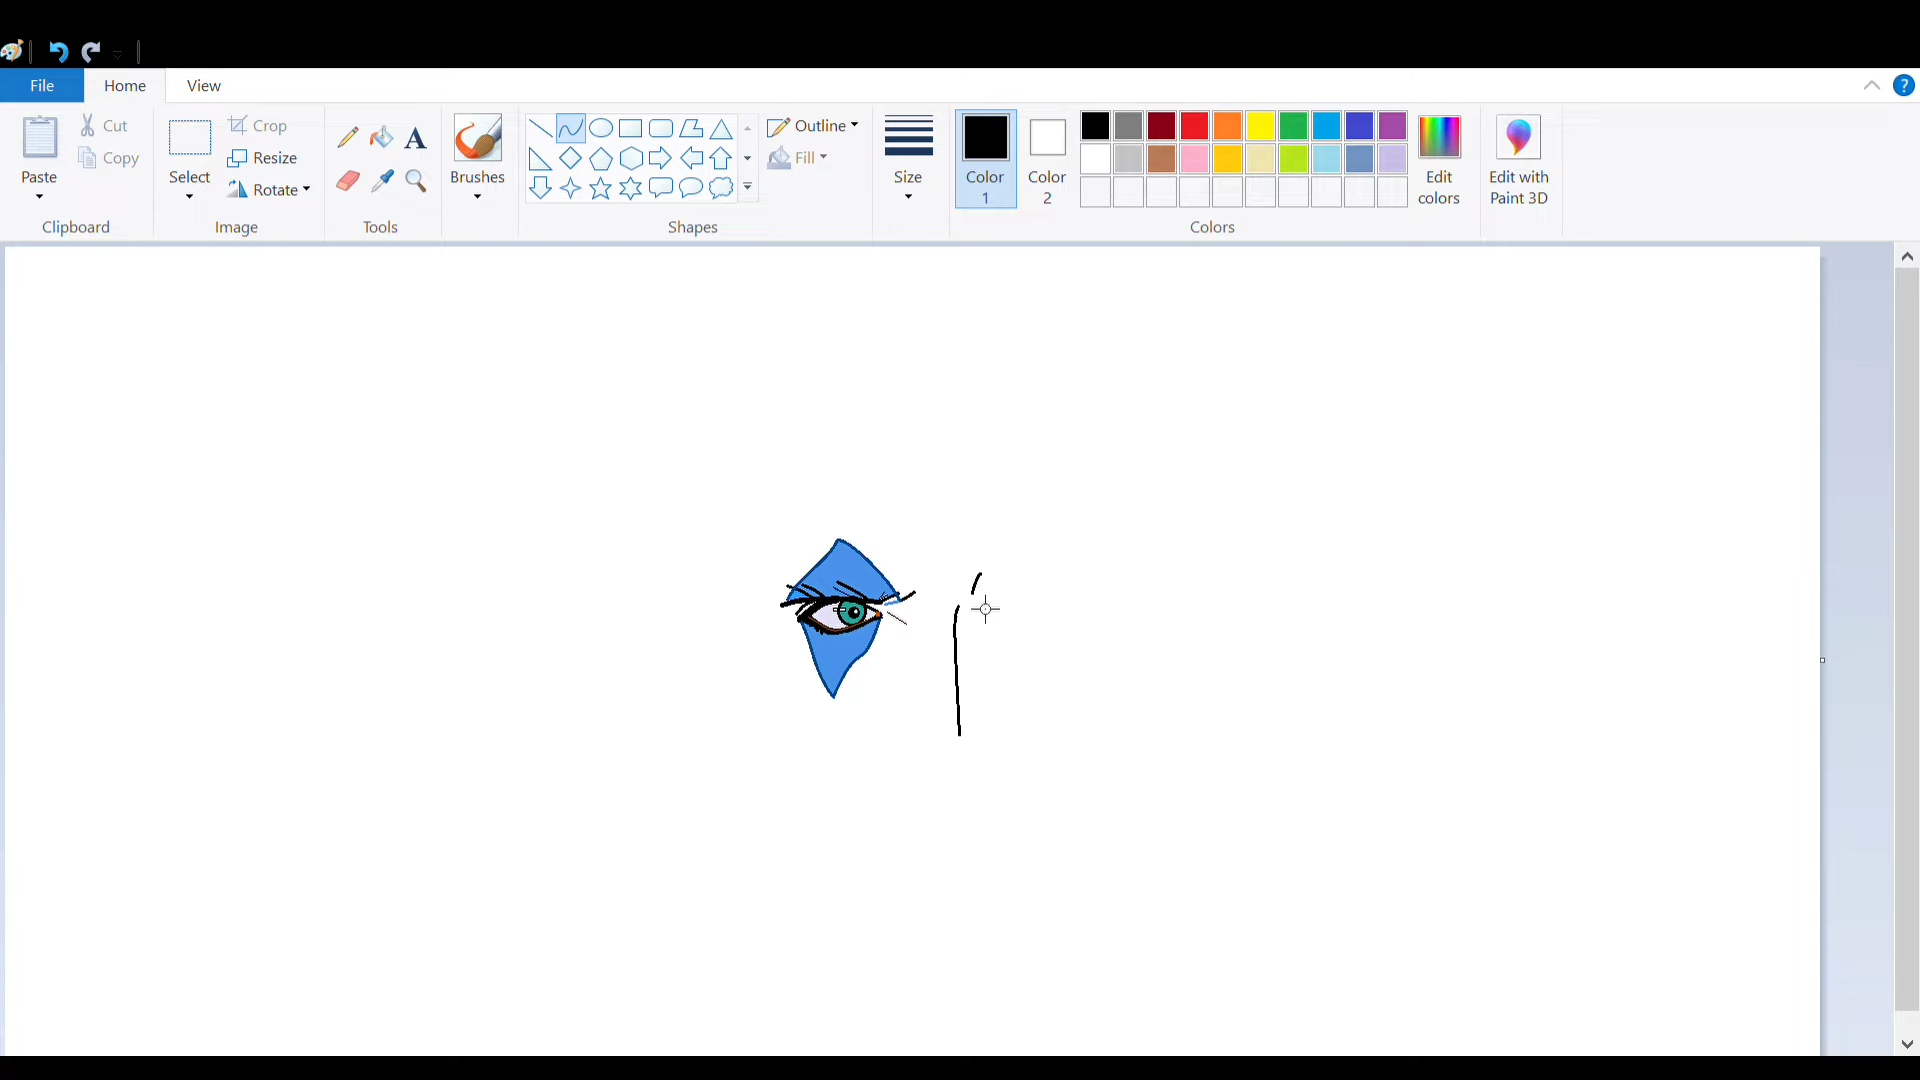 File Home View ?
Cut
Crop
Outline
Copy
Resize
Fill
Paste
Select
Rotate
Brushes
Size
Color
1
Color
2
Edit
colors
Edit with
Paint 3D
A
Clipboard Image Tools Shapes Colors